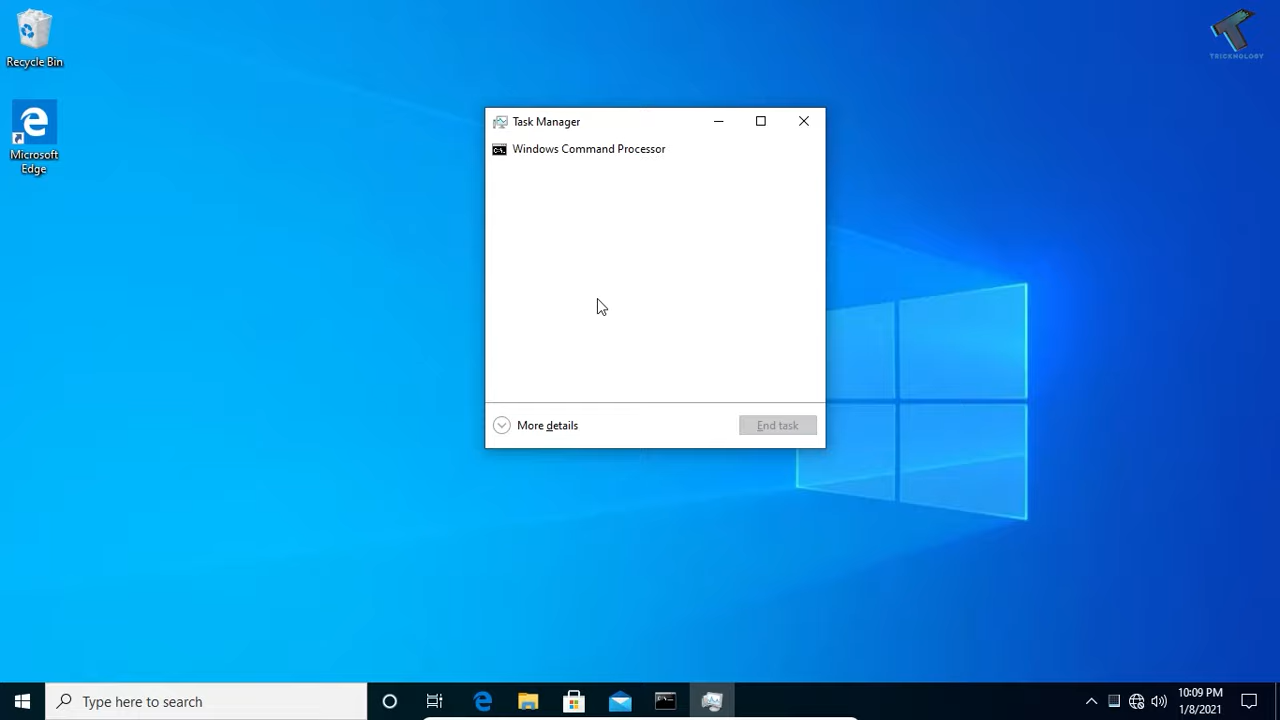 Recycle Bin
TRICKNOLOGY
Microsoft
Edge
Task Manager
Windows Command Processor
More details
End task
Type here to search
10:09 PM
1/8/2021